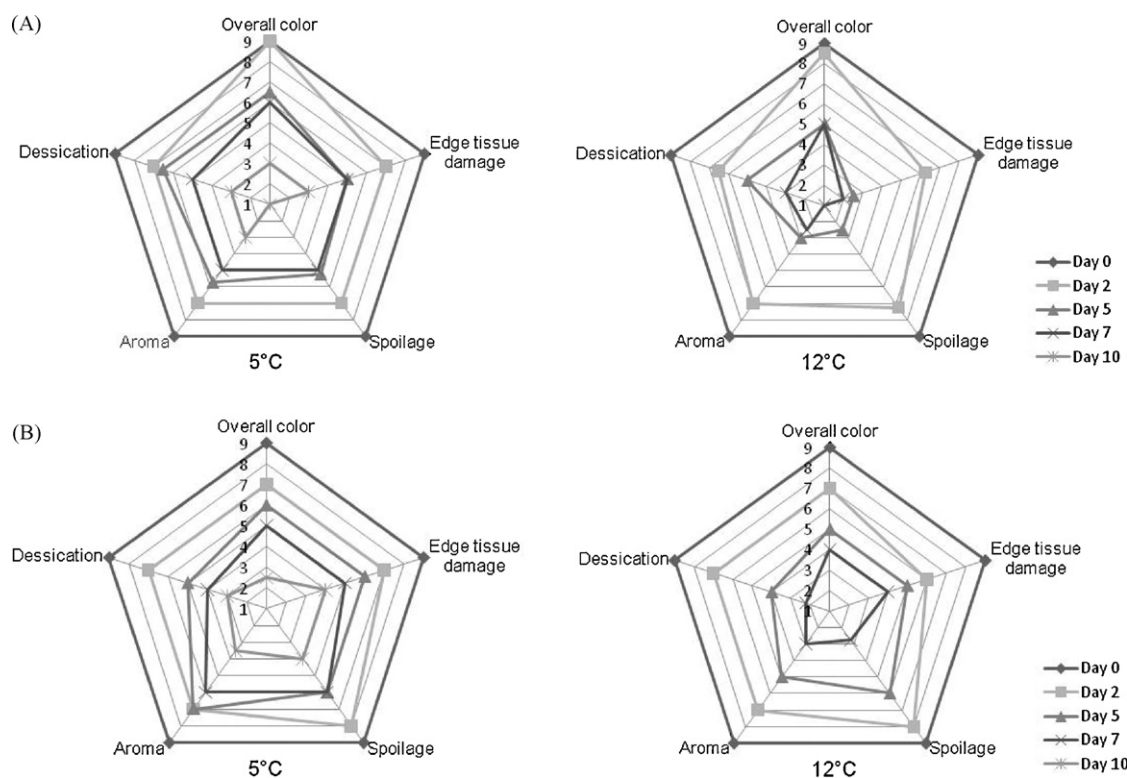 (A)
Overall color
9
8
7
6
5
4
3
2
1
Edge tissue
damage
Spoilage
Aroma
Dessication
5°C
Overall color
9
8
7
6
5
4
3
2
1
Edge tissue
damage
Spoilage
Aroma
Dessication
12°C
Day 0
Day 2
Day 5
Day 7
Day 10
(B)
Overall color
9
8
7
6
5
4
3
2
1
Edge tissue
damage
Spoilage
Aroma
Dessication
5°C
Overall color
9
8
7
6
5
4
3
2
1
Edge tissue
damage
Spoilage
Aroma
Dessication
12°C
Day 0
Day 2
Day 5
Day 7
Day 10